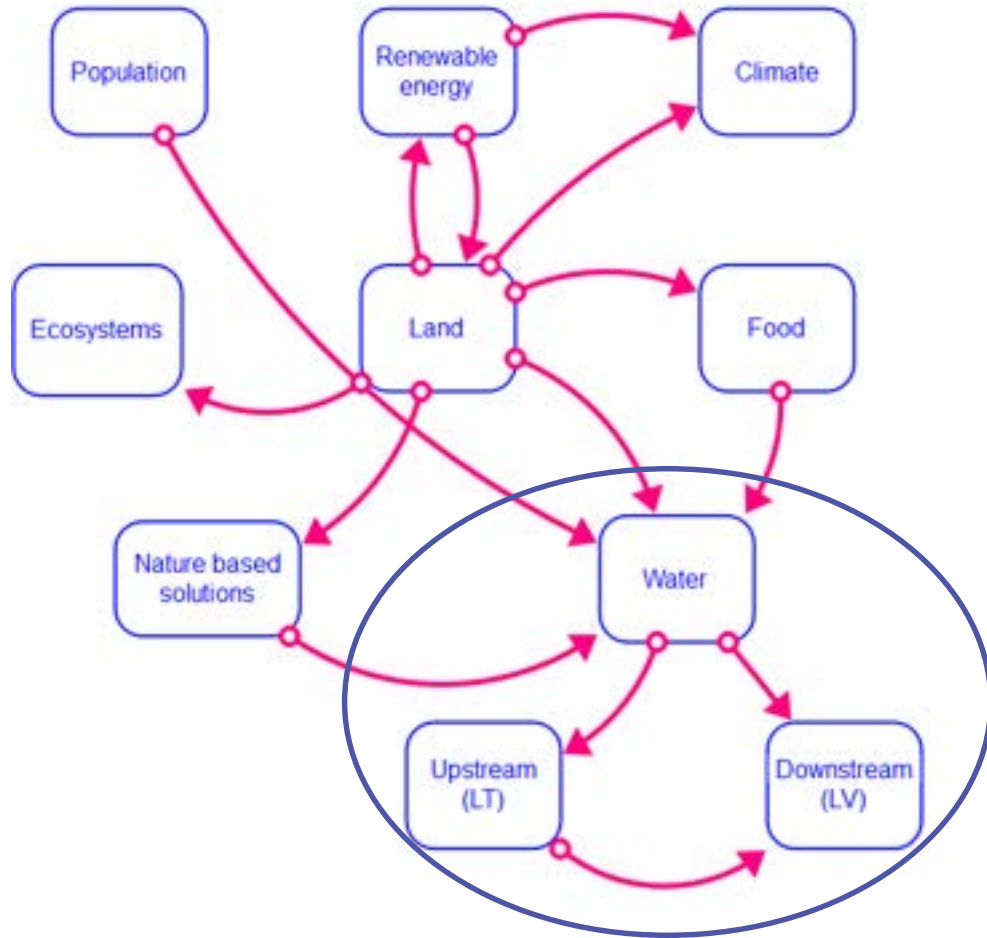 Population
Renewable
energy
Climate
Ecosystems
Land
Food
Nature based
solutions
Water
Upstream
(LT)
Downstream
(LV)